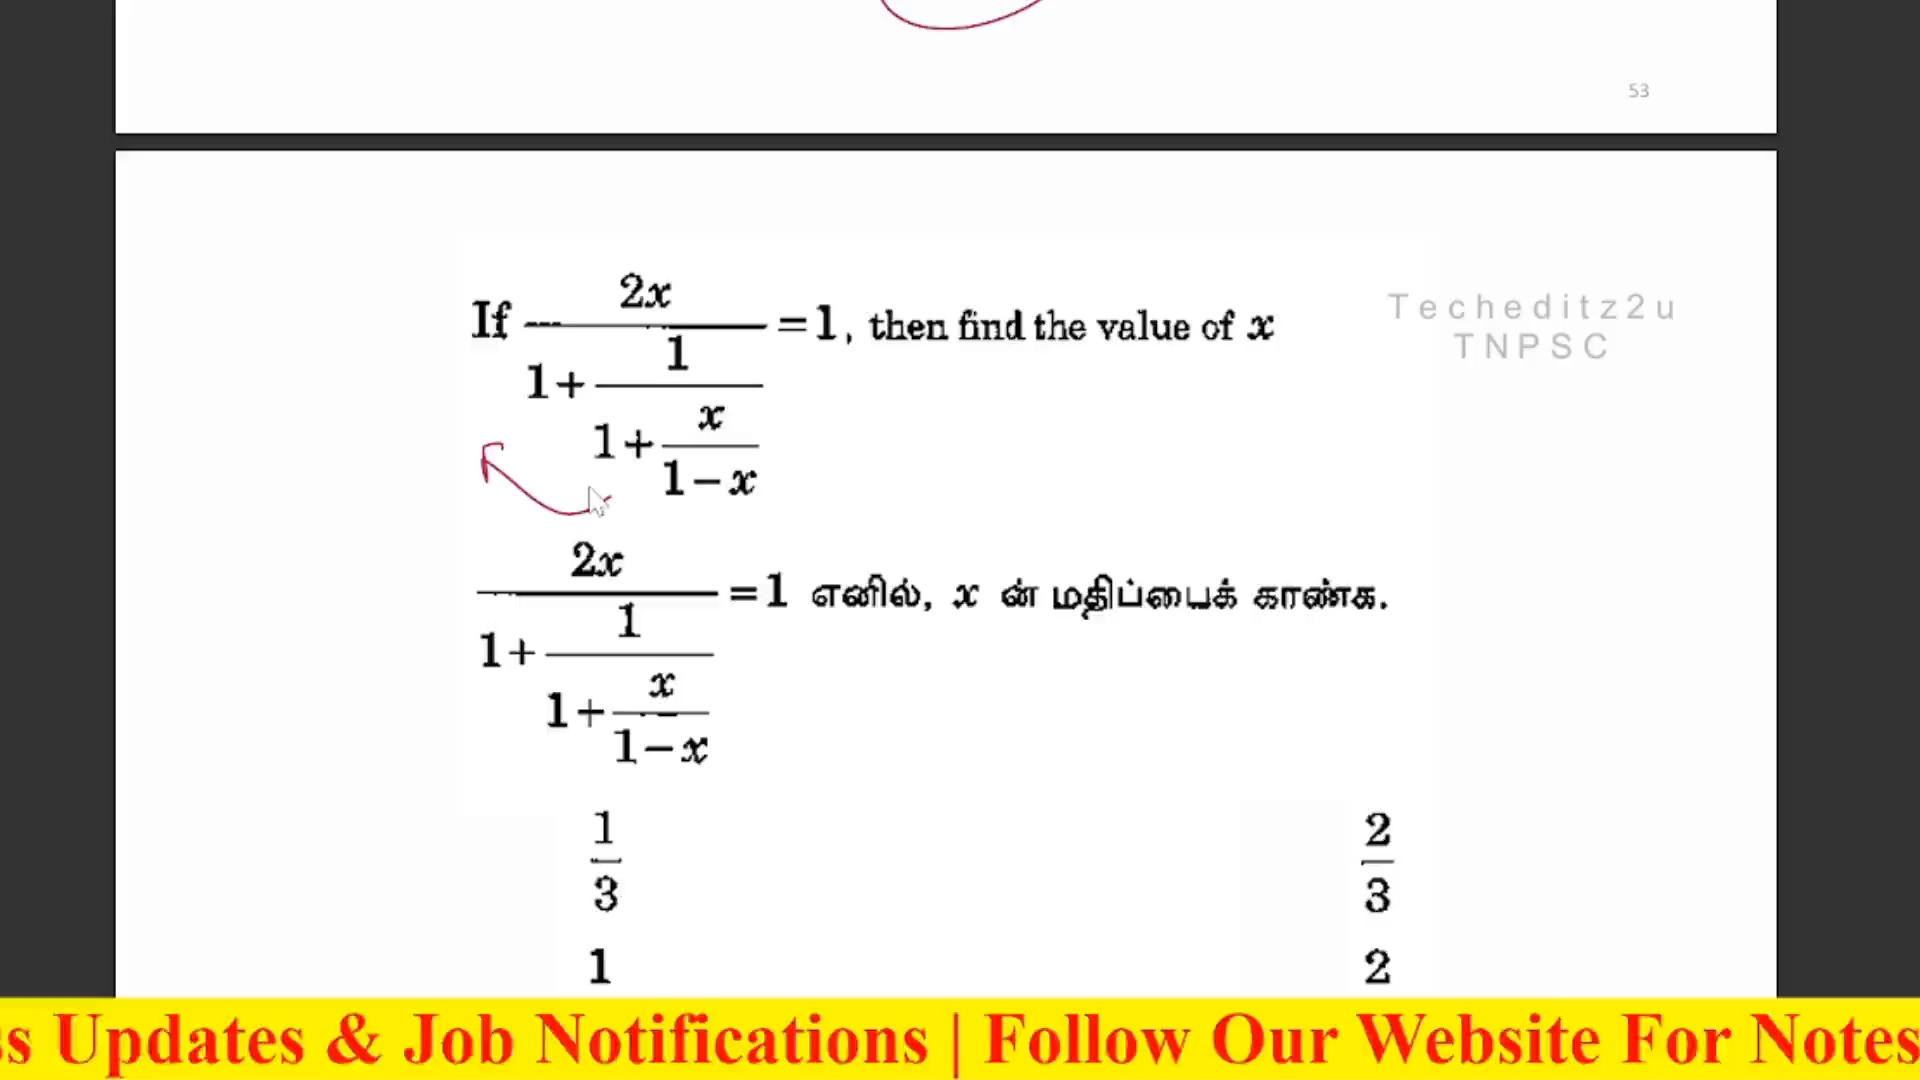 53
Techeditz2u
TNPSC
If 2x / (1 + 1 / (1 + x / (1 − x))) = 1, then find the value of x
2x / (1 + 1 / (1 + x / (1 − x))) = 1 எனில், x ன் மதிப்பைக் காண்க.
1/3 2/3
1 2
ss Updates & Job Notifications | Follow Our Website For Notes